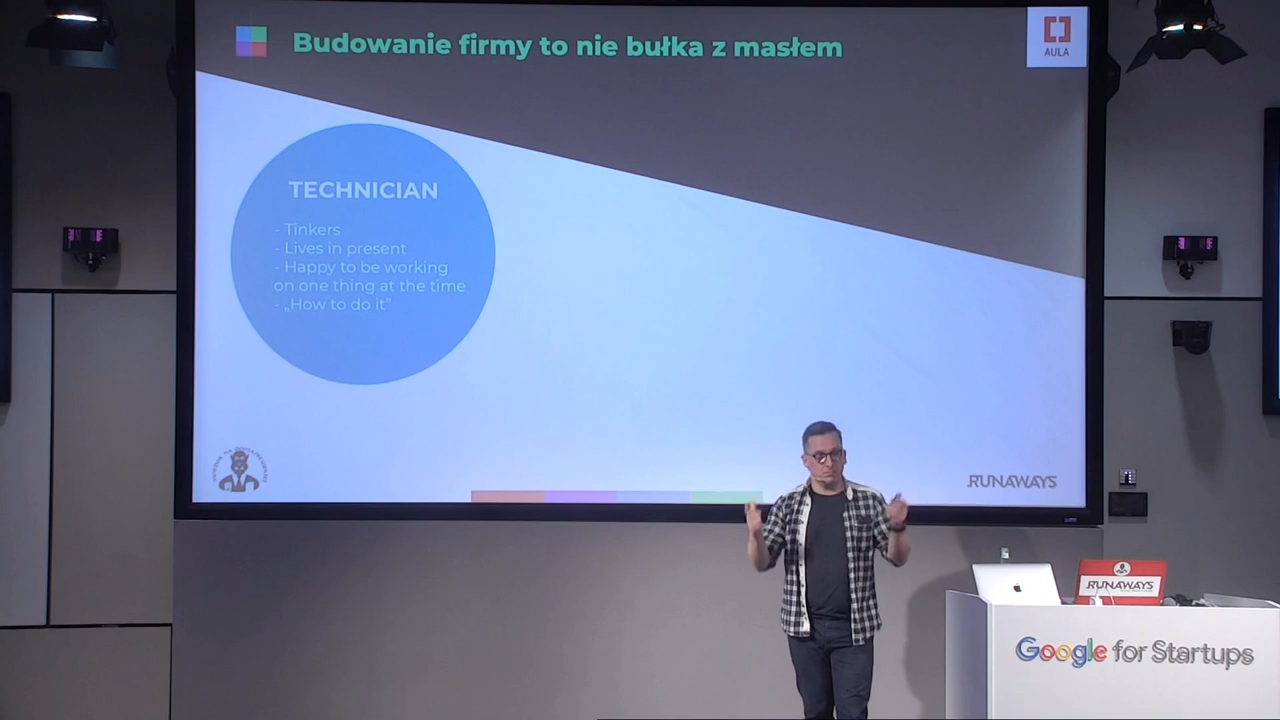 Budowanie firmy to nie bułka z masłem
AULA
TECHNICIAN
- Tinkers
- Lives in present
- Happy to be working
on one thing at the time
- „How to do it”
RUNAWAYS
RUNAWAYS
Google for Startups